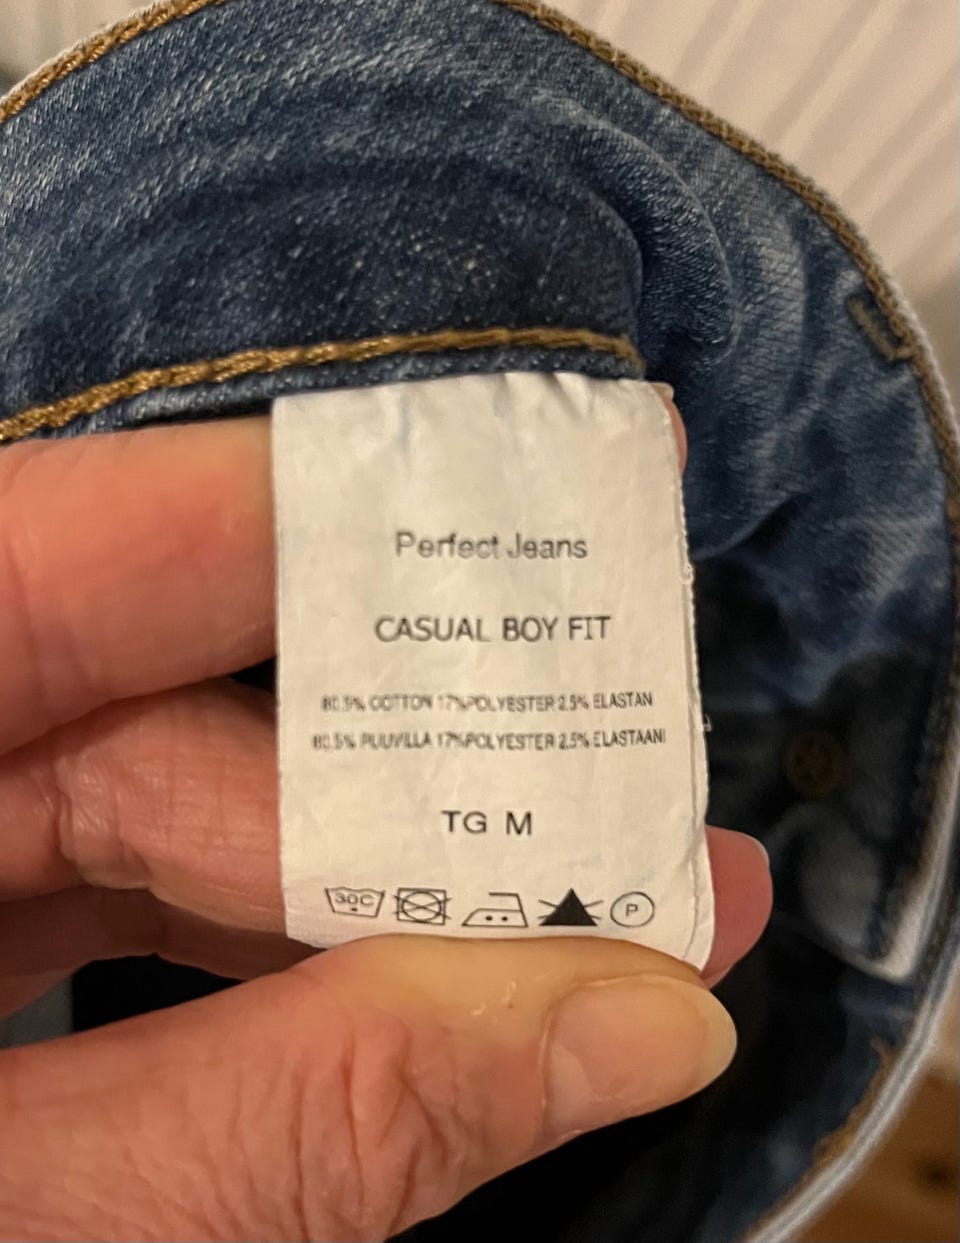 Perfect Jeans
CASUAL BOY FIT
80.5% COTTON 17%POLYESTER 2.5% ELASTAN
80.5% PUUVILLA 17%POLYESTER 2.5% ELASTAANI
TG M
30C P